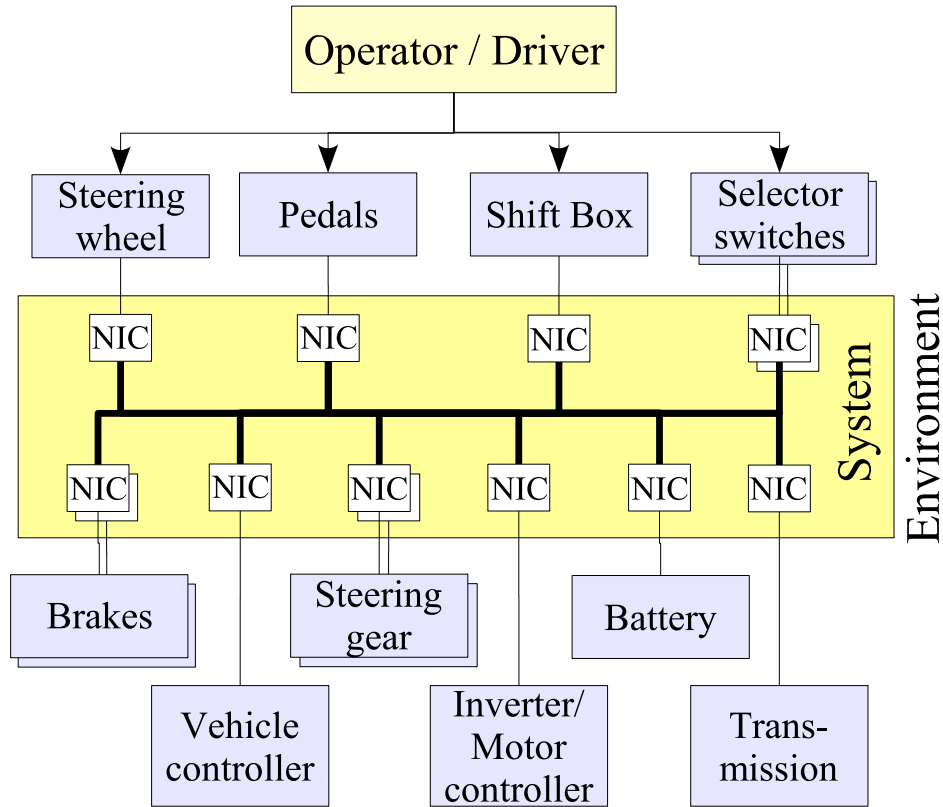 Operator / Driver
Steering
wheel
Pedals
Shift Box
Selector
switches
NIC
NIC
NIC
NIC
System
Environment
NIC
NIC
NIC
NIC
NIC
NIC
Brakes
Steering
gear
Battery
Vehicle
controller
Inverter/
Motor
controller
Trans-
mission